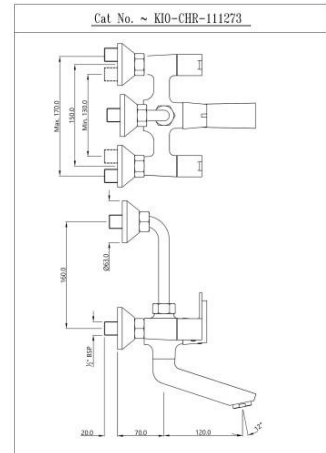 Cat No. ~ KIO-CHR-111273
Max. 170.0
150.0
Min. 130.0
Ø63.0
160.0
½" BSP
20.0
70.0
120.0
12°